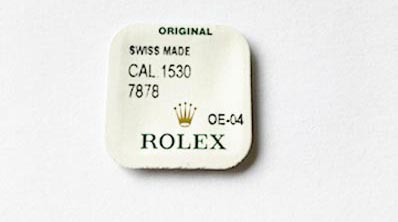 ORIGINAL
SWISS MADE
CAL. 1530
7878
OE-04
ROLEX